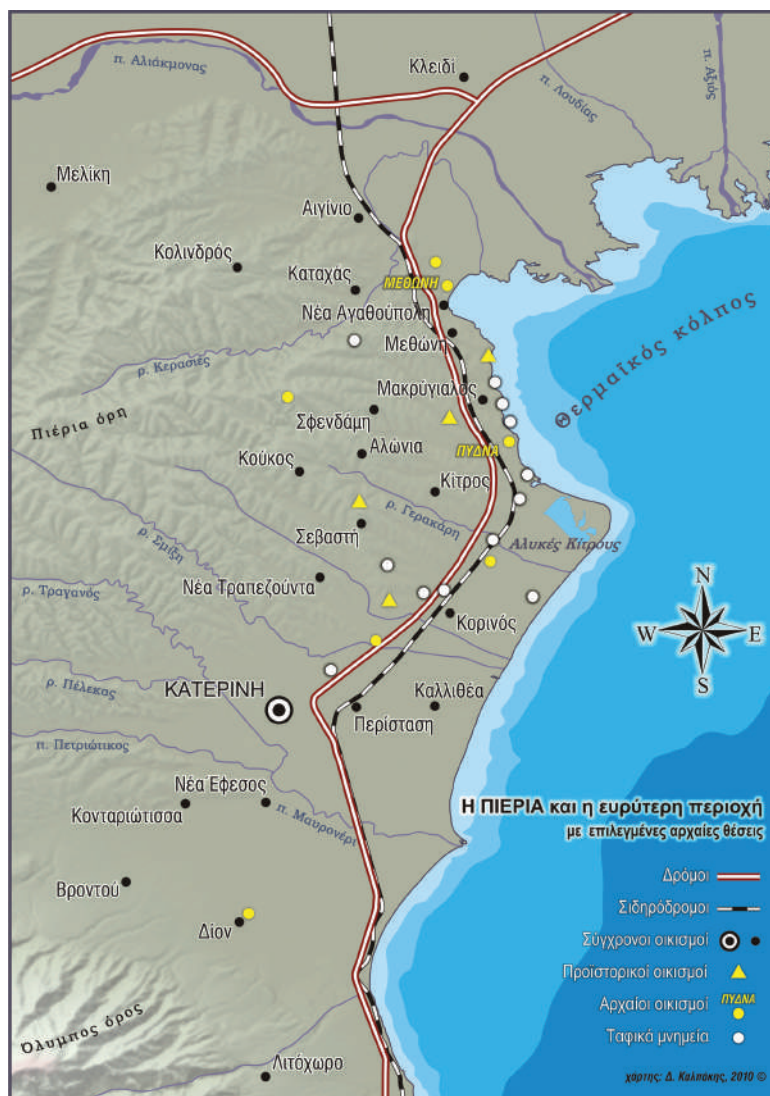 π. Αλιάκμονας
Κλειδί
π. Λουδίας
π. Αξιός
Μελίκη
Αιγίνιο
Κολινδρός
Καταχάς
ΜΕΘΩΝΗ
Νέα Αγαθούπολη
Μεθώνη
Θερμαϊκός κόλπος
ρ. Κερασιές
Μακρύγιαλος
Πιέρια όρη
Σφενδάμη
Αλώνια
ΠΥΔΝΑ
Κούκος
Κίτρος
ρ. Γερακάρη
Σεβαστή
Αλυκές Κίτρους
ρ. Σμίξη
ρ. Τραγανός
Νέα Τραπεζούντα
Κορινός
N
W E
S
ρ. Πέλεκας
ΚΑΤΕΡΙΝΗ
Καλλιθέα
Περίσταση
π. Πετριώτικος
Νέα Έφεσος
Κονταριώτισσα
π. Μαυρονέρι
Βροντού
Δίον
Όλυμπος όρος
Λιτόχωρο
Η ΠΙΕΡΙΑ και η ευρύτερη περιοχή
με επιλεγμένες αρχαίες θέσεις
Δρόμοι
Σιδηρόδρομοι
Σύγχρονοι οικισμοί
Προϊστορικοί οικισμοί
Αρχαίοι οικισμοί ΠΥΔΝΑ
Ταφικά μνημεία
χάρτης: Δ. Καλπάκης, 2010 ©